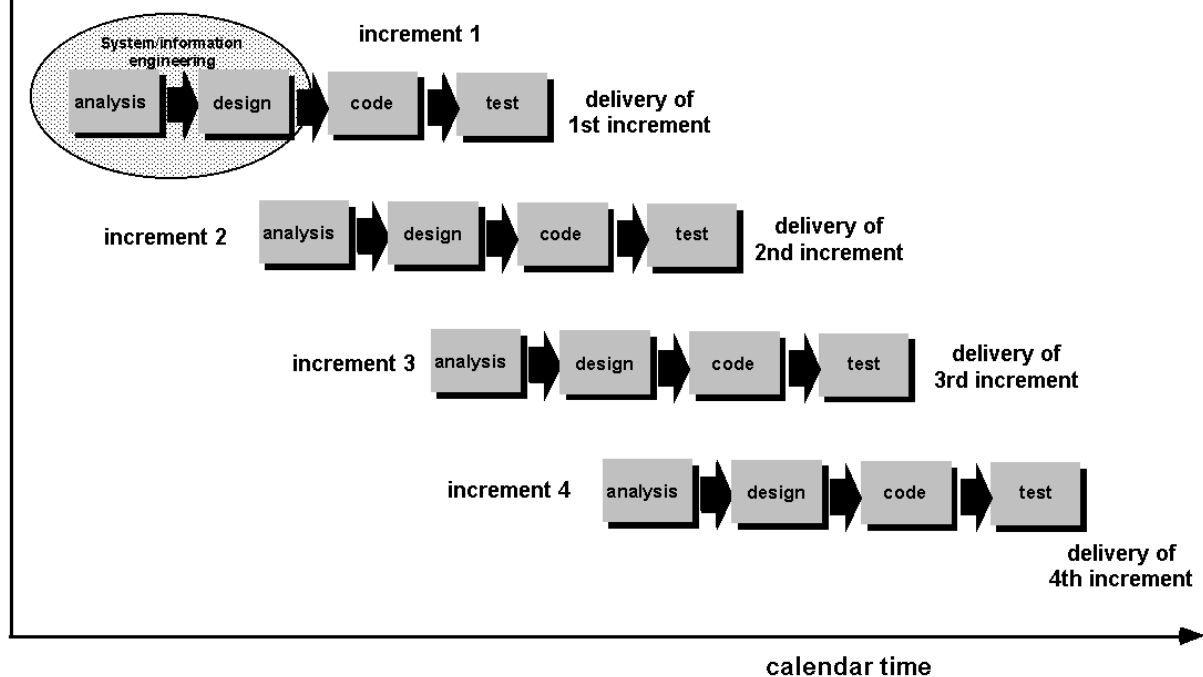 increment 1
System/information
engineering
analysis
design
code
test
delivery of
1st increment
increment 2
analysis
design
code
test
delivery of
2nd increment
increment 3
analysis
design
code
test
delivery of
3rd increment
increment 4
analysis
design
code
test
delivery of
4th increment
calendar time